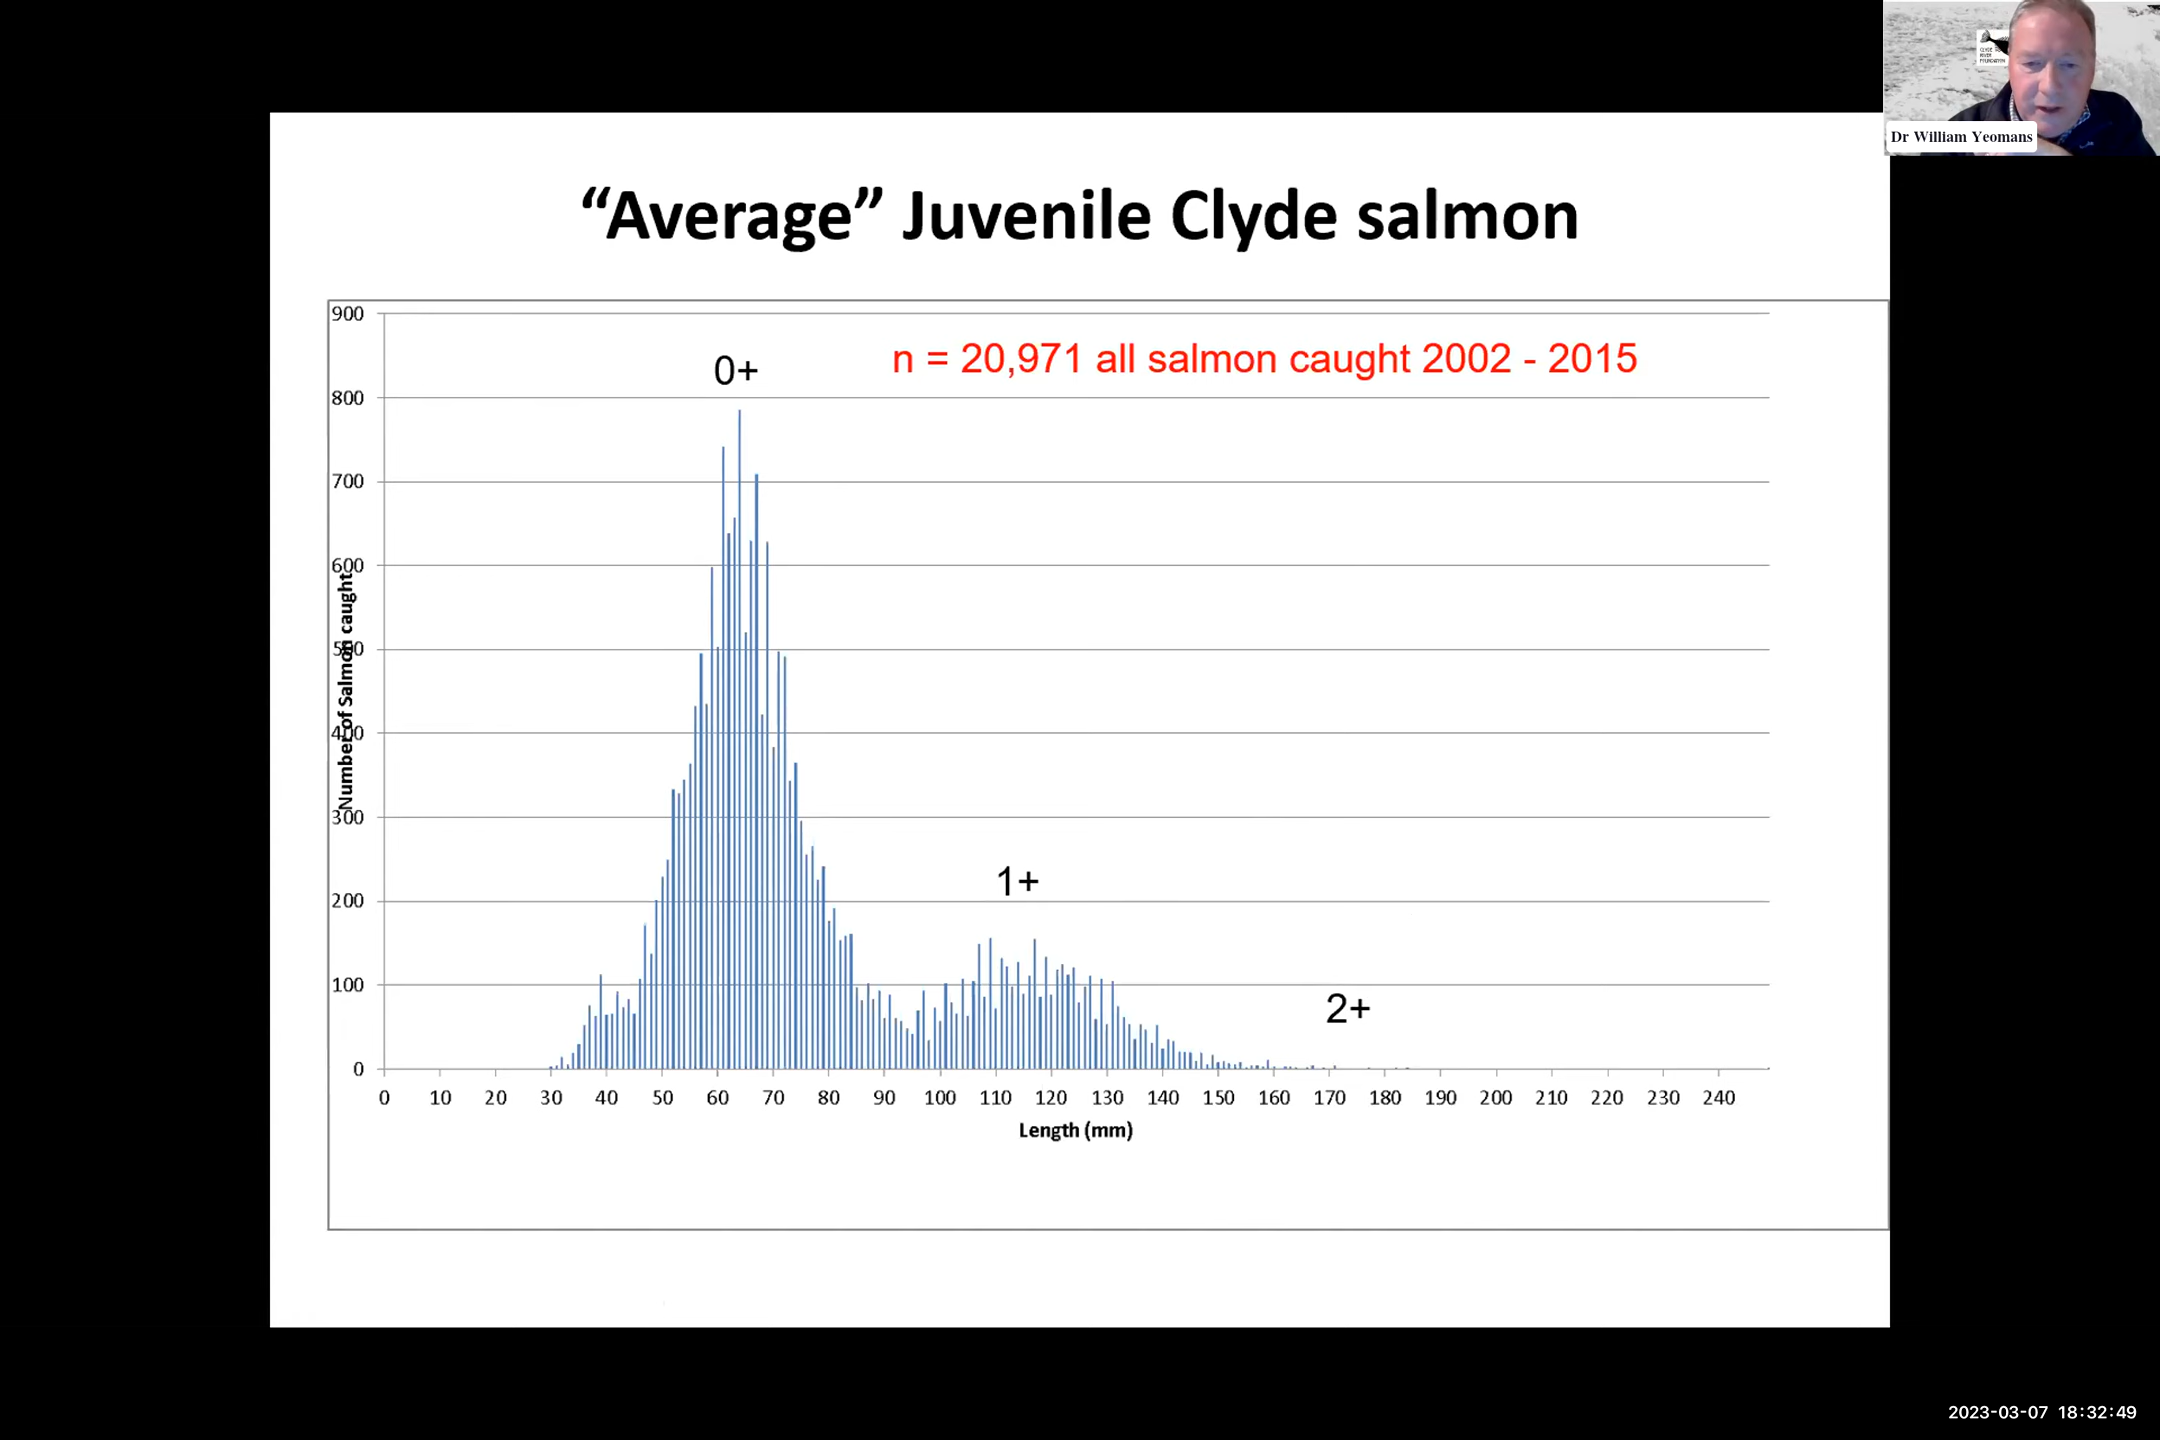 CLYDE
RIVER
FOUNDATION
Dr William Yeomans
“Average” Juvenile Clyde salmon
n = 20,971 all salmon caught 2002 - 2015
0+
1+
2+
900
800
700
600
500
400
300
200
100
0
Number of Salmon caught
0 10 20 30 40 50 60 70 80 90 100 110 120 130 140 150 160 170 180 190 200 210 220 230 240
Length (mm)
2023-03-07 18:32:49